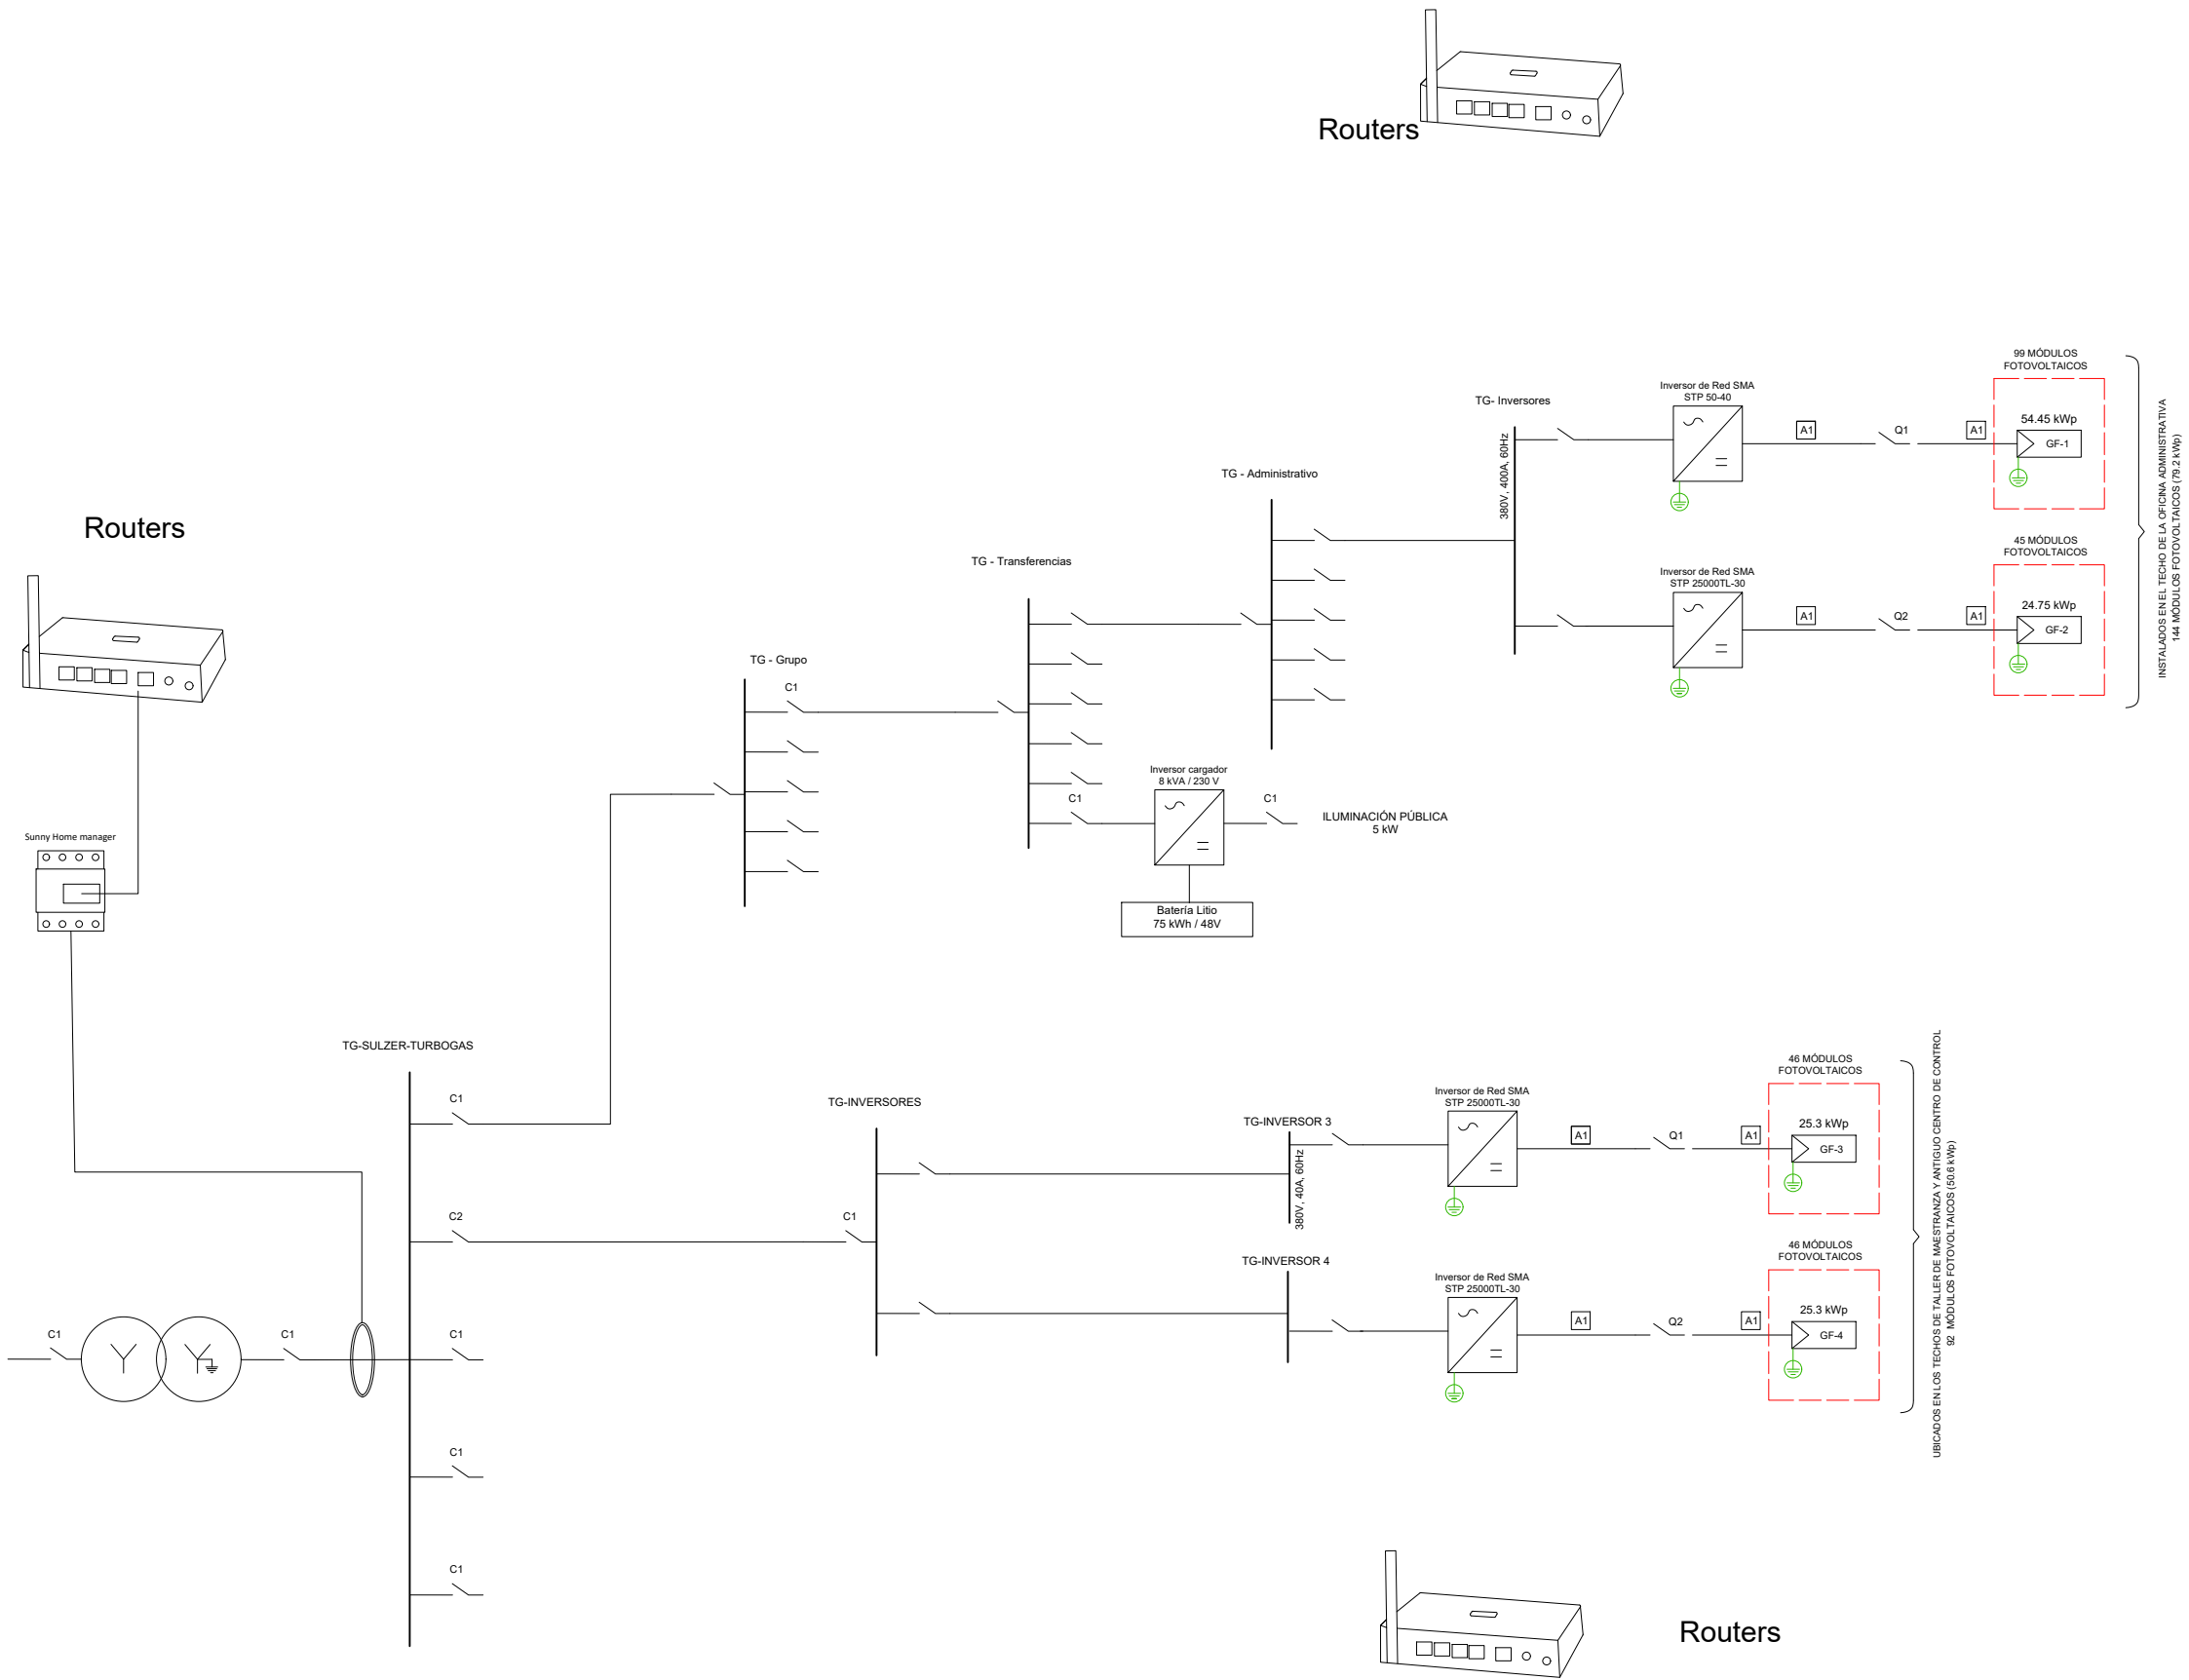 Routers
99 MÓDULOS
FOTOVOLTAICOS
Inversor de Red SMA
STP 50-40
TG- Inversores
54.45 kWp
A1
Q1
A1
GF-1
380V, 400A, 60Hz
TG - Administrativo
INSTALADOS EN EL TECHO DE LA OFICINA ADMINISTRATIVA
144 MÓDULOS FOTOVOLTAICOS (79.2 kWp)
Routers
45 MÓDULOS
FOTOVOLTAICOS
TG - Transferencias
Inversor de Red SMA
STP 25000TL-30
24.75 kWp
A1
Q2
A1
GF-2
TG - Grupo
C1
Inversor cargador
8 kVA / 230 V
C1
C1
ILUMINACIÓN PÚBLICA
5 kW
Sunny Home manager
Batería Litio
75 kWh / 48V
TG-SULZER-TURBOGAS
46 MÓDULOS
FOTOVOLTAICOS
C1
TG-INVERSORES
Inversor de Red SMA
STP 25000TL-30
TG-INVERSOR 3
25.3 kWp
A1
Q1
A1
GF-3
380V, 40A, 60Hz
UBICADOS EN LOS TECHOS DE TALLER DE MAESTRANZA Y ANTIGUO CENTRO DE CONTROL
92 MÓDULOS FOTOVOLTAICOS (50.6 kWp)
C2
C1
46 MÓDULOS
FOTOVOLTAICOS
TG-INVERSOR 4
Inversor de Red SMA
STP 25000TL-30
25.3 kWp
A1
Q2
A1
GF-4
C1
C1
C1
C1
C1
Routers